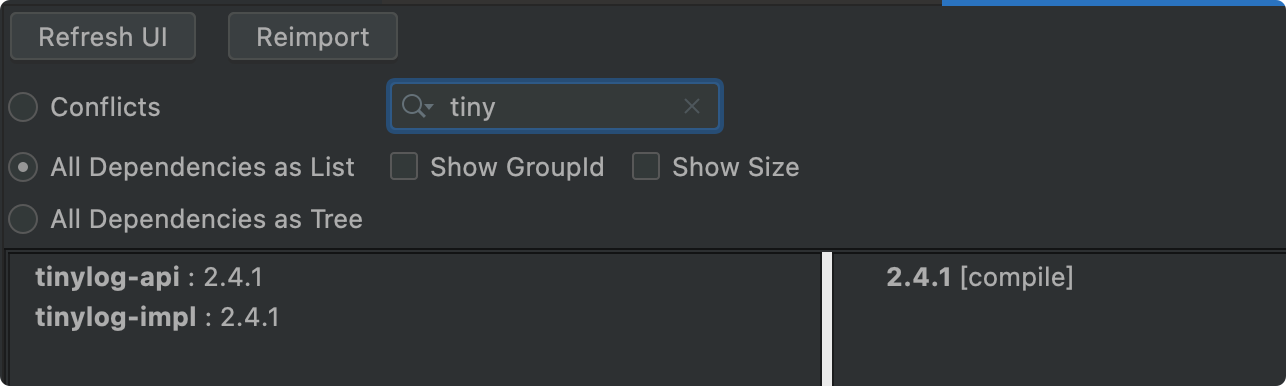 Refresh UI Reimport
Conflicts tiny
All Dependencies as List Show GroupId Show Size
All Dependencies as Tree
tinylog-api : 2.4.1 2.4.1 [compile]
tinylog-impl : 2.4.1